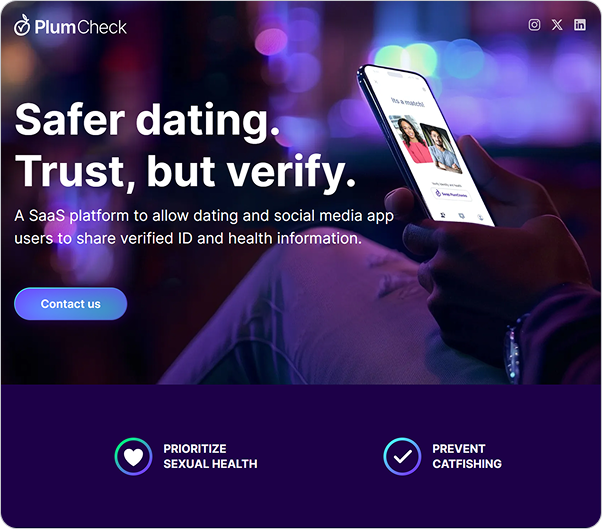 PlumCheck
Safer dating.
Trust, but verify.
A SaaS platform to allow dating and social media app
users to share verified ID and health information.
Contact us
Its a match!
PRIORITIZE
SEXUAL HEALTH
PREVENT
CATFISHING